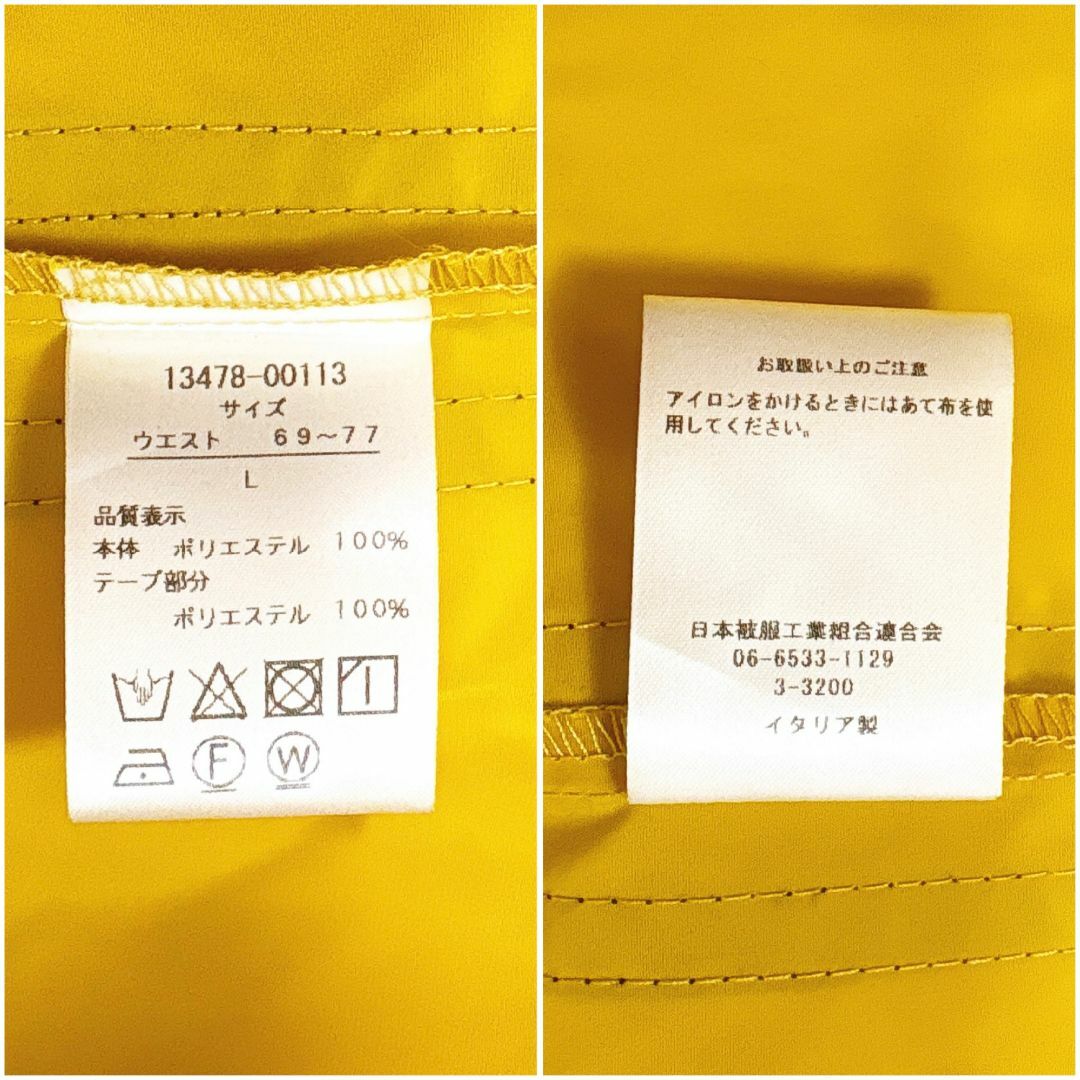 13478-00113
サイズ
ウエスト 69～77
L
品質表示
本体 ポリエステル 100%
テープ部分
ポリエステル 100%
F W
お取扱い上のご注意
アイロンをかけるときにはあて布を使
用してください。
日本被服工業組合連合会
06-6533-1129
3-3200
イタリア製